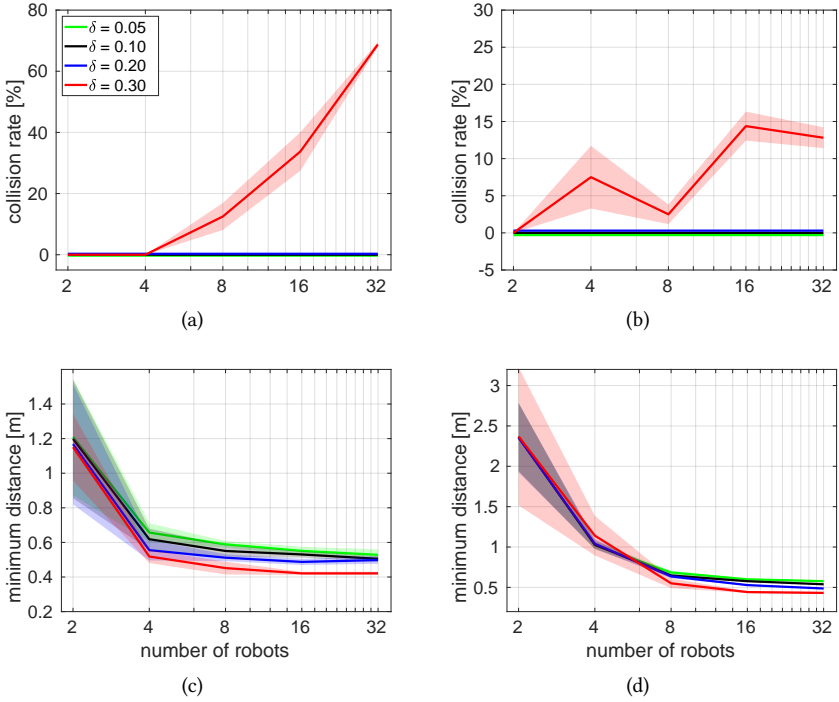 80
60
40
20
0
collision rate [%]
δ = 0.05
δ = 0.10
δ = 0.20
δ = 0.30
2 4 8 16 32
(a)
30
25
20
15
10
5
0
-5
collision rate [%]
2 4 8 16 32
(b)
1.4
1.2
1
0.8
0.6
0.4
0.2
minimum distance [m]
2 4 8 16 32
number of robots
(c)
3
2.5
2
1.5
1
0.5
minimum distance [m]
2 4 8 16 32
number of robots
(d)